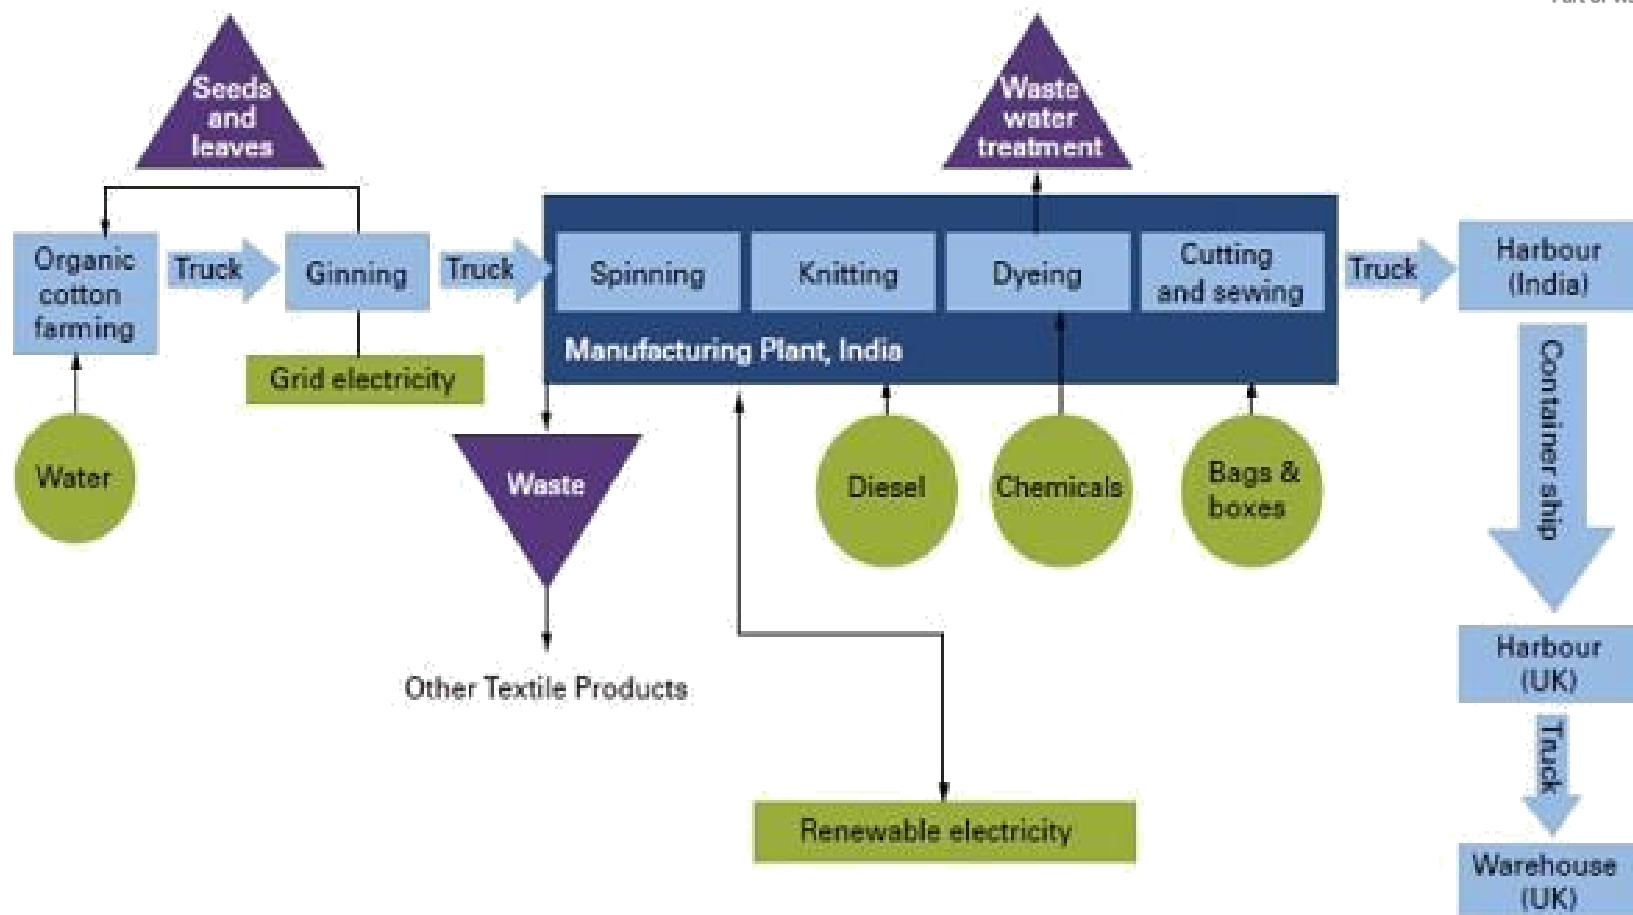 Seeds
and
leaves
Waste
water
treatment
Organic
cotton
farming
Truck
Ginning
Truck
Spinning
Knitting
Dyeing
Cutting
and sewing
Manufacturing Plant, India
Truck
Harbour
(India)
Grid electricity
Water
Waste
Diesel
Chemicals
Bags &
boxes
Container ship
Other Textile Products
Harbour
(UK)
Truck
Renewable electricity
Warehouse
(UK)